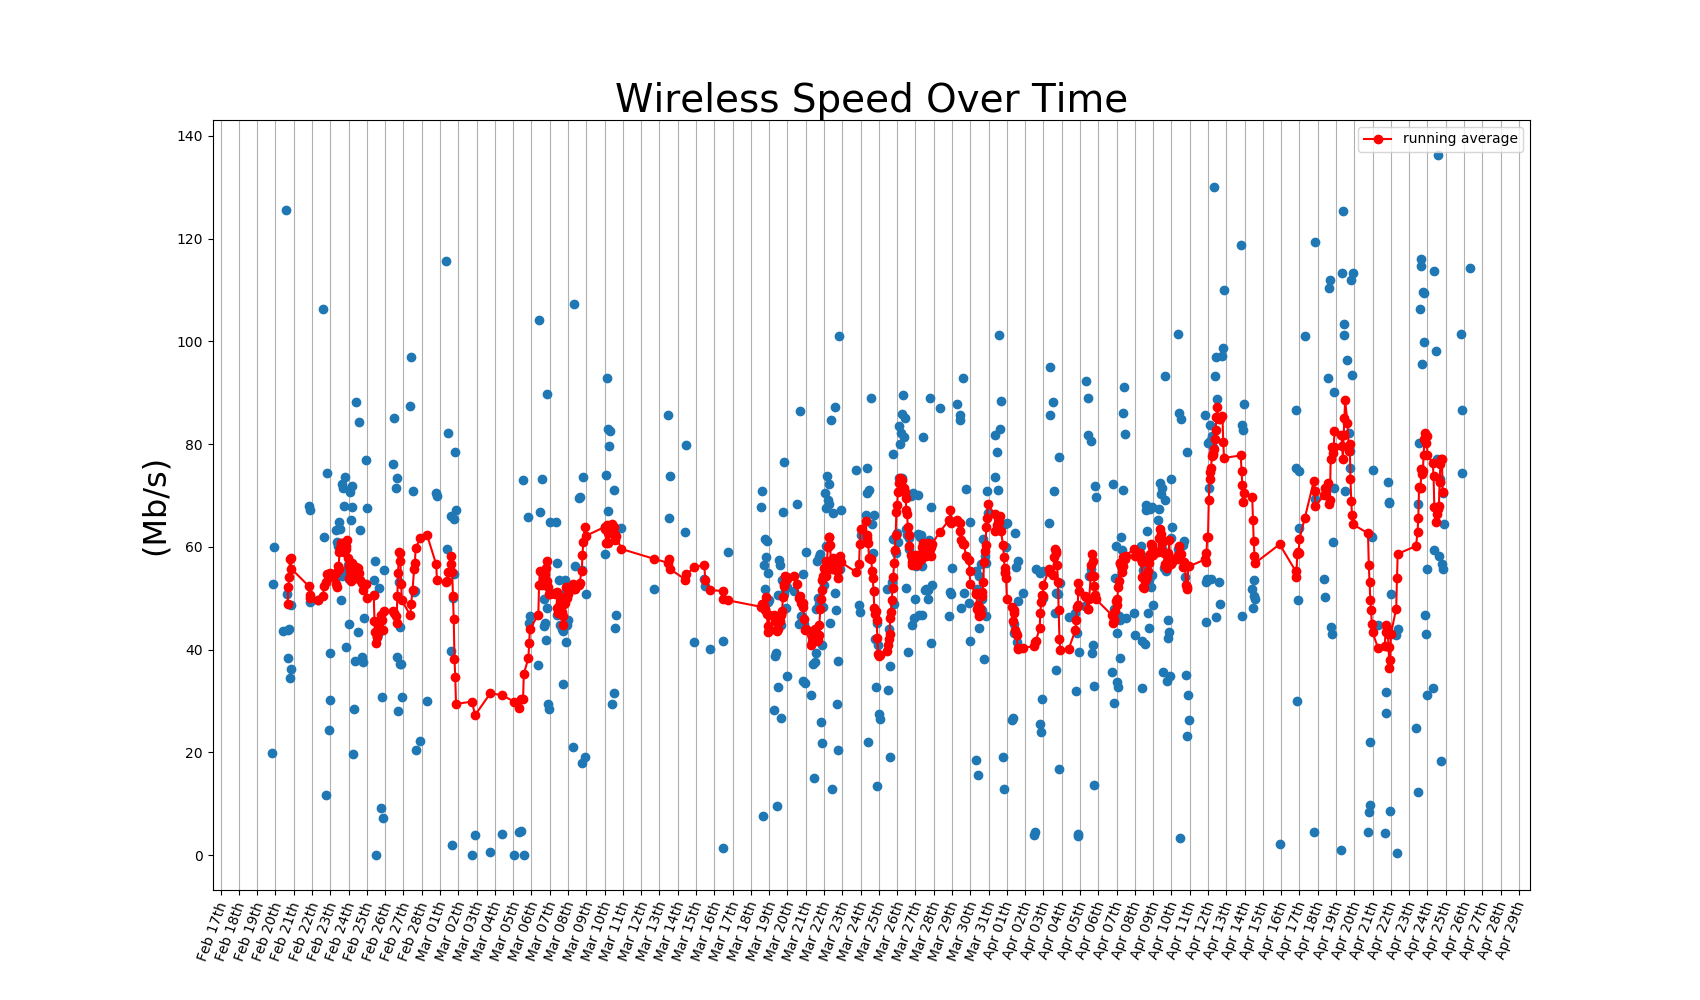 Wireless Speed Over Time
running average
(Mb/s)
140
120
100
80
60
40
20
0
Feb 17th
Feb 18th
Feb 19th
Feb 20th
Feb 21th
Feb 22th
Feb 23th
Feb 24th
Feb 25th
Feb 26th
Feb 27th
Feb 28th
Mar 01th
Mar 02th
Mar 03th
Mar 04th
Mar 05th
Mar 06th
Mar 07th
Mar 08th
Mar 09th
Mar 10th
Mar 11th
Mar 12th
Mar 13th
Mar 14th
Mar 15th
Mar 16th
Mar 17th
Mar 18th
Mar 19th
Mar 20th
Mar 21th
Mar 22th
Mar 23th
Mar 24th
Mar 25th
Mar 26th
Mar 27th
Mar 28th
Mar 29th
Mar 30th
Mar 31th
Apr 01th
Apr 02th
Apr 03th
Apr 04th
Apr 05th
Apr 06th
Apr 07th
Apr 08th
Apr 09th
Apr 10th
Apr 11th
Apr 12th
Apr 13th
Apr 14th
Apr 15th
Apr 16th
Apr 17th
Apr 18th
Apr 19th
Apr 20th
Apr 21th
Apr 22th
Apr 23th
Apr 24th
Apr 25th
Apr 26th
Apr 27th
Apr 28th
Apr 29th